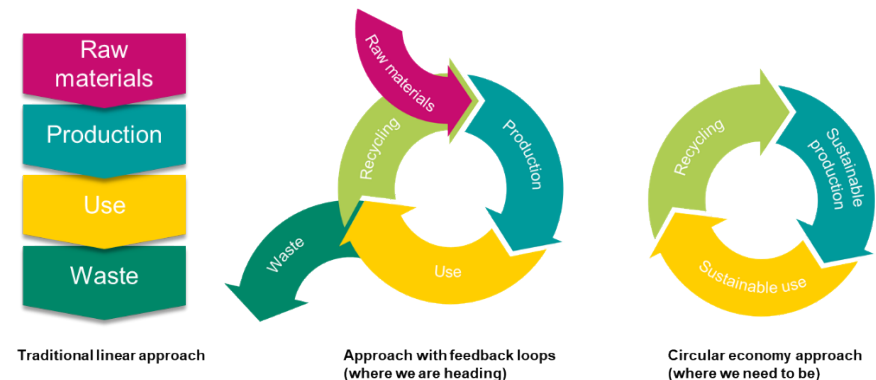 Raw
materials
Production
Use
Waste
Traditional linear approach
Raw materials
Production
Use
Recycling
Waste
Approach with feedback loops
(where we are heading)
Recycling
Sustainable
production
Sustainable use
Circular economy approach
(where we need to be)